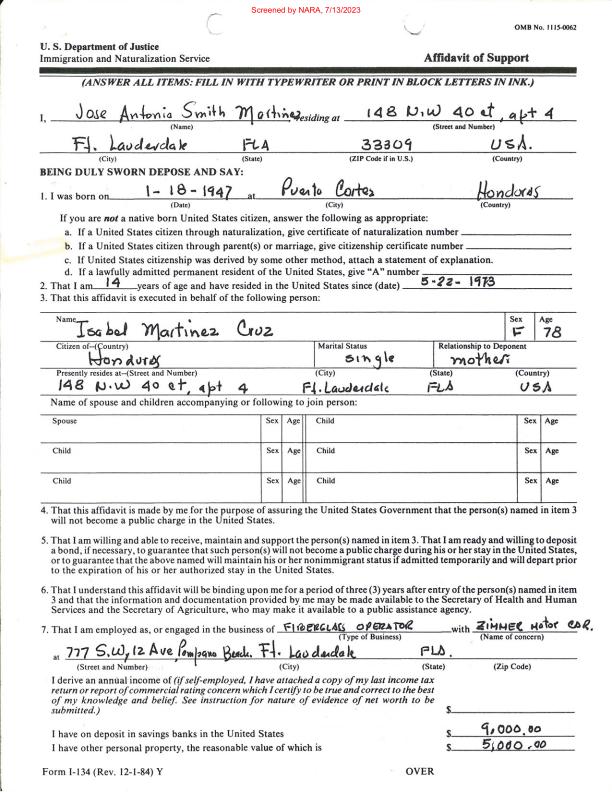 Screened by NARA, 7/13/2023
OMB No. 1115-0062
U. S. Department of Justice
Immigration and Naturalization Service
Affidavit of Support
(ANSWER ALL ITEMS: FILL IN WITH TYPEWRITER OR PRINT IN BLOCK LETTERS IN INK.)
I, Jose Antonio Smith Martinez residing at 148 N.W 40 ct, apt 4
(Name) (Street and Number)
Ft. Lauderdale FLA 33309 USA.
(City) (State) (ZIP Code if in U.S.) (Country)
BEING DULY SWORN DEPOSE AND SAY:
1. I was born on 1-18-1947 at Puerto Cortez Honduras
(Date) (City) (Country)
If you are not a native born United States citizen, answer the following as appropriate:
a. If a United States citizen through naturalization, give certificate of naturalization number
b. If a United States citizen through parent(s) or marriage, give citizenship certificate number
c. If United States citizenship was derived by some other method, attach a statement of explanation.
d. If a lawfully admitted permanent resident of the United States, give "A" number
2. That I am 14 years of age and have resided in the United States since (date) 5-22-1973
3. That this affidavit is executed in behalf of the following person:
Name Isabel Martinez Cruz Sex F Age 78
Citizen of--(Country) Marital Status Relationship to Deponent
Hondures single mother
Presently resides at--(Street and Number) (City) (State) (Country)
148 N.W 40 ct, apt 4 Ft. Lauderdale FLA USA
Name of spouse and children accompanying or following to join person:
Spouse Sex Age Child Sex Age
Child Sex Age Child Sex Age
Child Sex Age Child Sex Age
4. That this affidavit is made by me for the purpose of assuring the United States Government that the person(s) named in item 3
will not become a public charge in the United States.
5. That I am willing and able to receive, maintain and support the person(s) named in item 3. That I am ready and willing to deposit
a bond, if necessary, to guarantee that such person(s) will not become a public charge during his or her stay in the United States,
or to guarantee that the above named will maintain his or her nonimmigrant status if admitted temporarily and will depart prior
to the expiration of his or her authorized stay in the United States.
6. That I understand this affidavit will be binding upon me for a period of three (3) years after entry of the person(s) named in item
3 and that the information and documentation provided by me may be made available to the Secretary of Health and Human
Services and the Secretary of Agriculture, who may make it available to a public assistance agency.
7. That I am employed as, or engaged in the business of FIBERGLASS OPERATOR with ZIMMER MOTOR CAR.
(Type of Business) (Name of concern)
at 777 S.W, 12 Ave, Pompano Beach. Ft. Lauderdale FLA.
(Street and Number) (City) (State) (Zip Code)
I derive an annual income of (if self-employed, I have attached a copy of my last income tax
return or report of commercial rating concern which I certify to be true and correct to the best
of my knowledge and belief. See instruction for nature of evidence of net worth to be
submitted.) $
I have on deposit in savings banks in the United States $ 9,000.00
I have other personal property, the reasonable value of which is $ 5,000.00
Form I-134 (Rev. 12-1-84) Y OVER